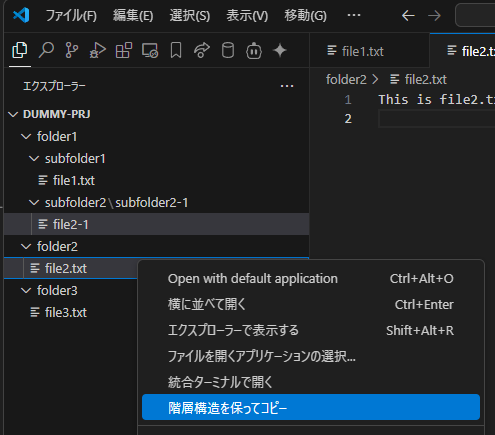 ファイル(F) 編集(E) 選択(S) 表示(V) 移動(G) ···
エクスプローラー ···
DUMMY-PRJ
folder1
subfolder1
file1.txt
subfolder2\subfolder2-1
file2-1
folder2
file2.txt
folder3
file3.txt
file1.txt file2.tx
folder2 > file2.txt
1 This is file2.t
2
Open with default application Ctrl+Alt+O
横に並べて開く Ctrl+Enter
エクスプローラーで表示する Shift+Alt+R
ファイルを開くアプリケーションの選択...
統合ターミナルで開く
階層構造を保ってコピー